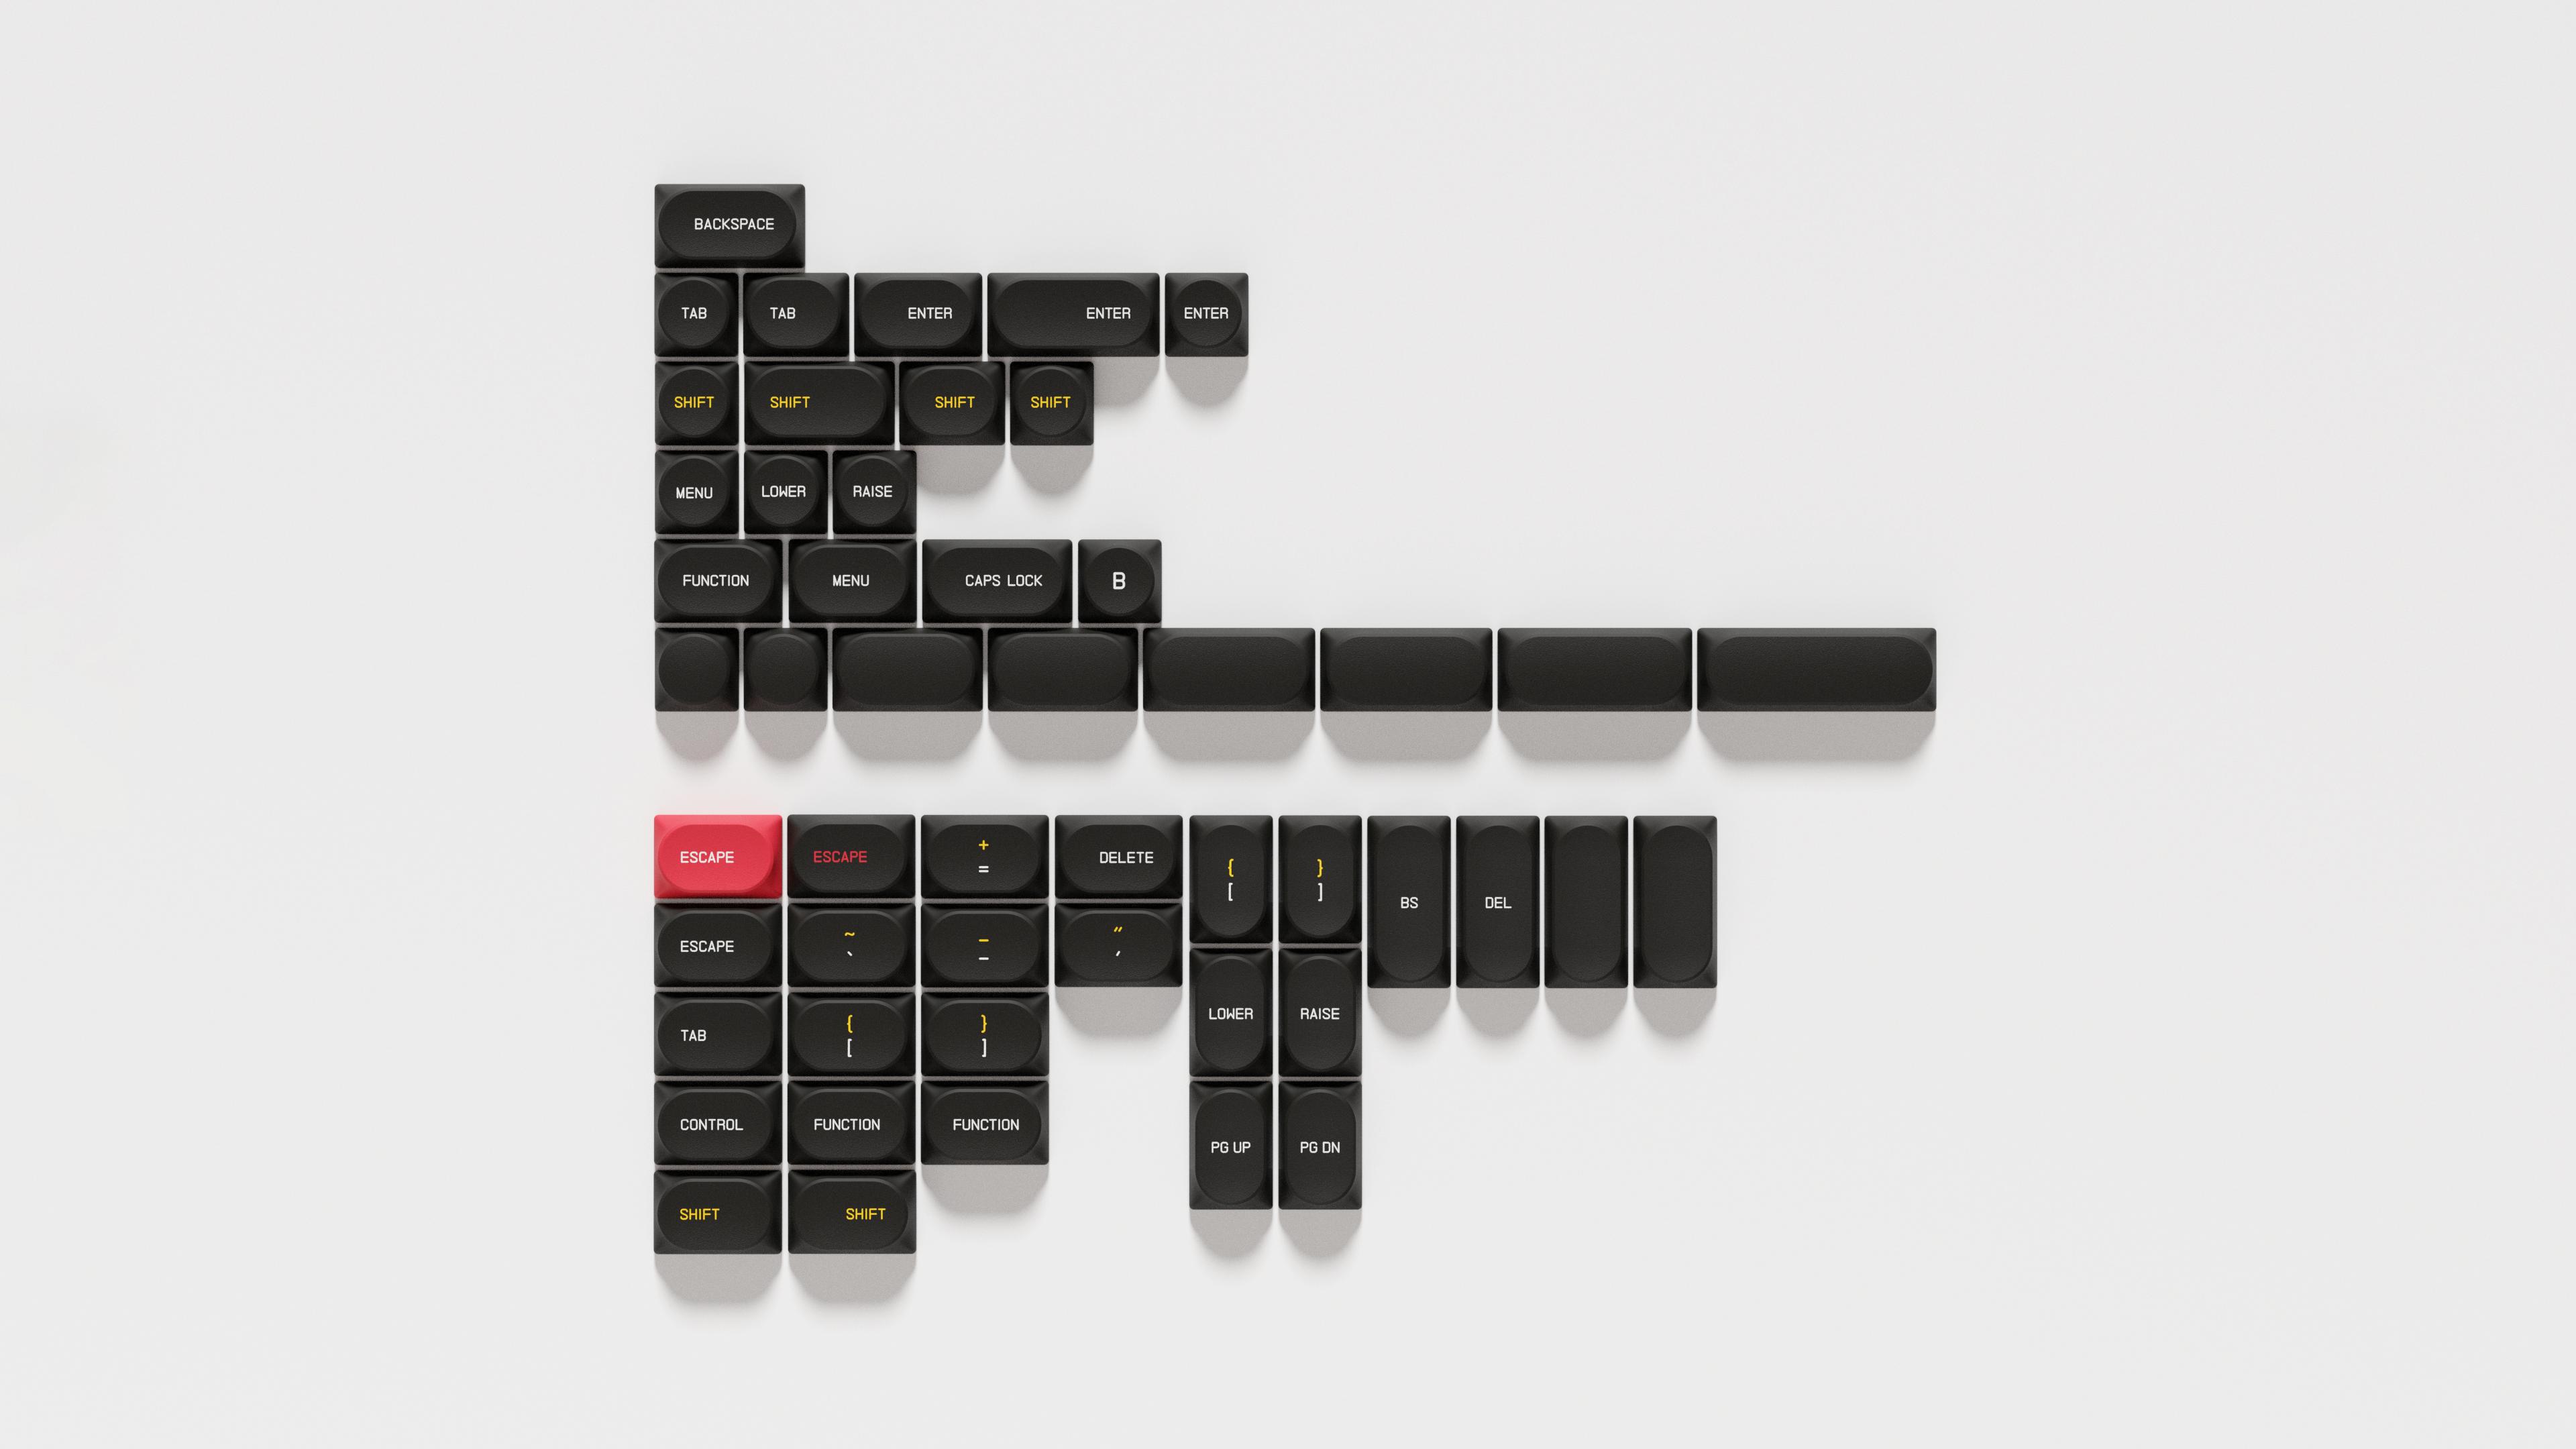 BACKSPACE
TAB TAB ENTER ENTER ENTER
SHIFT SHIFT SHIFT SHIFT
MENU LOWER RAISE
FUNCTION MENU CAPS LOCK B
ESCAPE ESCAPE + = DELETE { [ } ] BS DEL
ESCAPE ~ ` _ - " '
TAB { [ } ] LOWER RAISE
CONTROL FUNCTION FUNCTION PG UP PG DN
SHIFT SHIFT